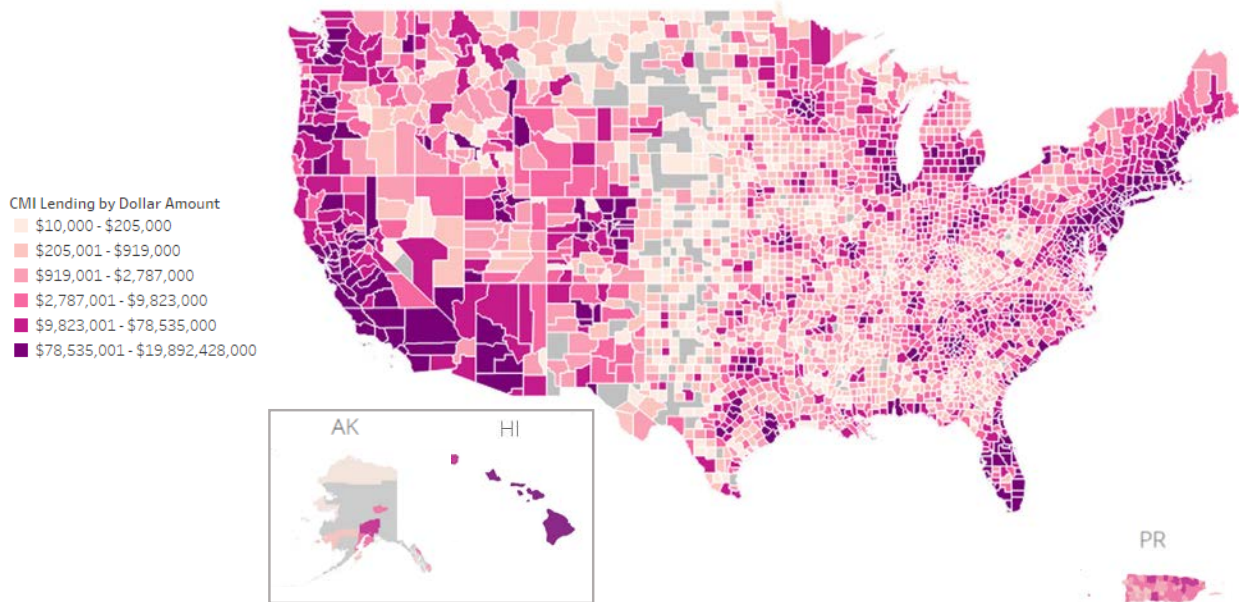 CMI Lending by Dollar Amount
$10,000 - $205,000
$205,001 - $919,000
$919,001 - $2,787,000
$2,787,001 - $9,823,000
$9,823,001 - $78,535,000
$78,535,001 - $19,892,428,000
AK
HI
PR